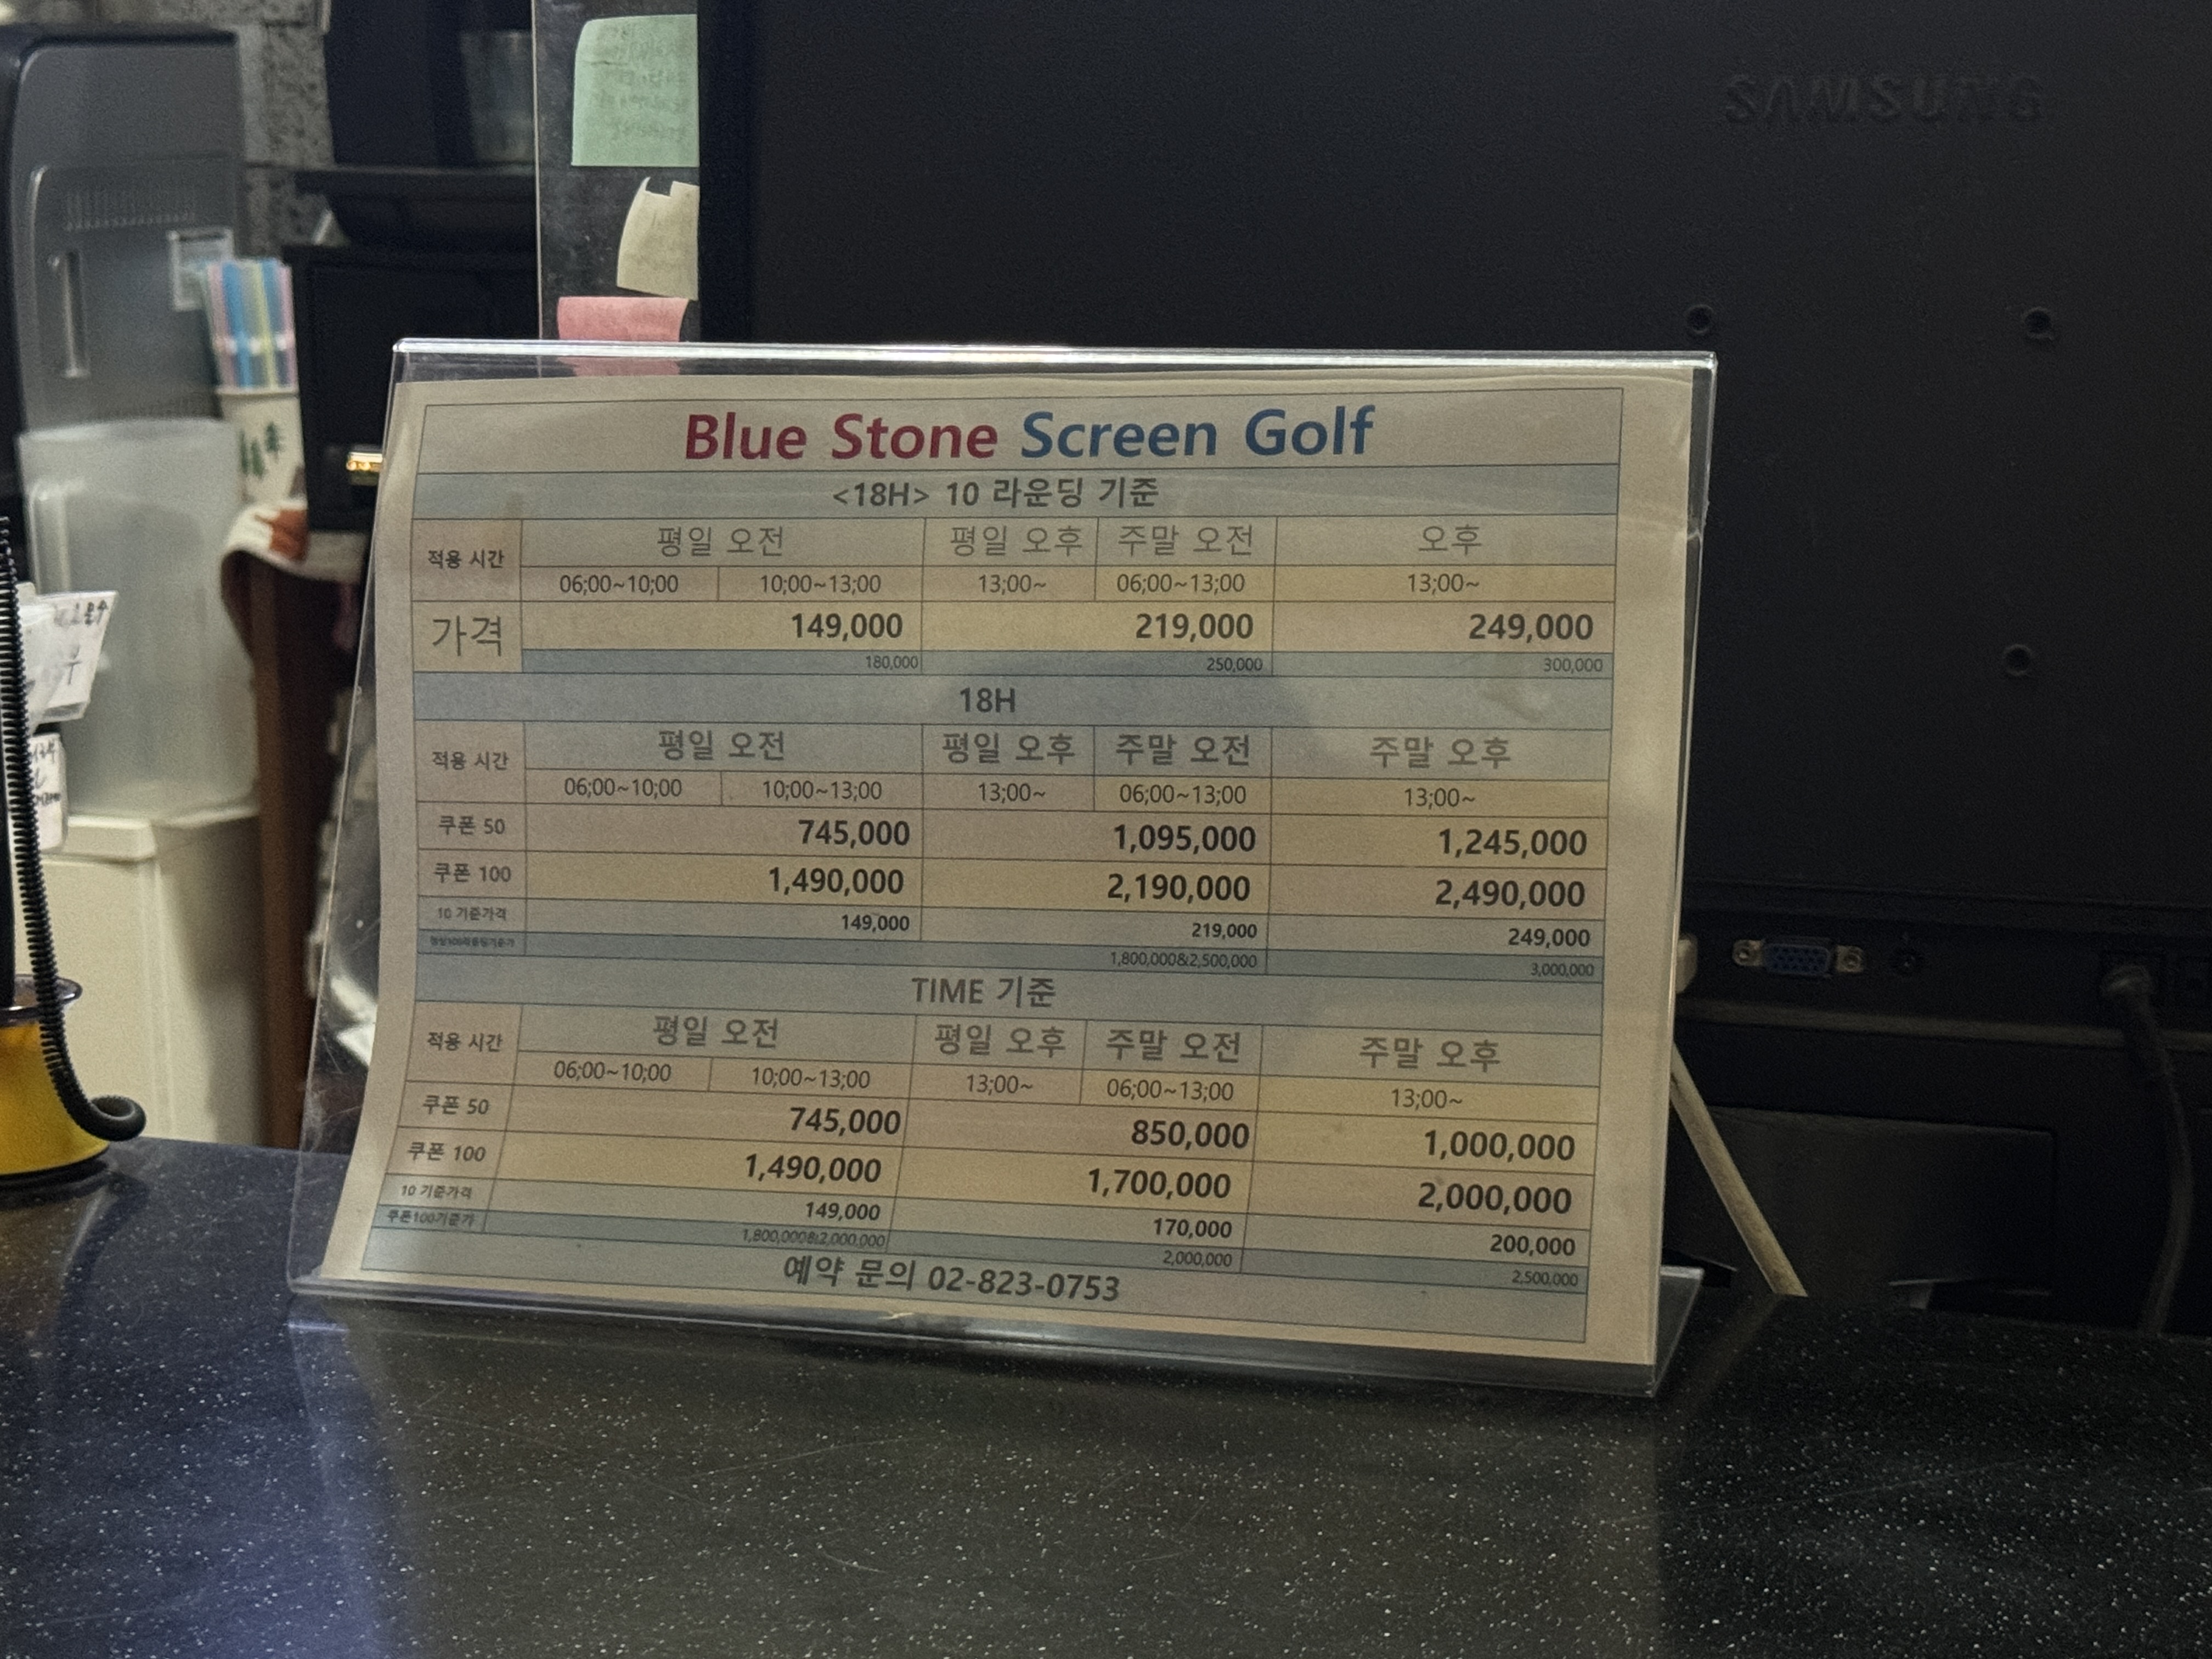 SAMSUNG
Blue Stone Screen Golf
<18H> 10 라운딩 기준
적용 시간 평일 오전 평일 오후 주말 오전 오후
06;00~10;00 10;00~13;00 13;00~ 06;00~13;00 13;00~
가격 149,000 219,000 249,000
180,000 250,000 300,000
18H
적용 시간 평일 오전 평일 오후 주말 오전 주말 오후
06;00~10;00 10;00~13;00 13;00~ 06;00~13;00 13;00~
쿠폰 50 745,000 1,095,000 1,245,000
쿠폰 100 1,490,000 2,190,000 2,490,000
10 기준가격 149,000 219,000 249,000
1,800,000&2,500,000 3,000,000
TIME 기준
적용 시간 평일 오전 평일 오후 주말 오전 주말 오후
06;00~10;00 10;00~13;00 13;00~ 06;00~13;00 13;00~
쿠폰 50 745,000 850,000 1,000,000
쿠폰 100 1,490,000 1,700,000 2,000,000
10 기준가격 149,000 170,000 200,000
쿠폰100기준가 1,800,000&2,000,000 2,000,000 2,500,000
예약 문의 02-823-0753